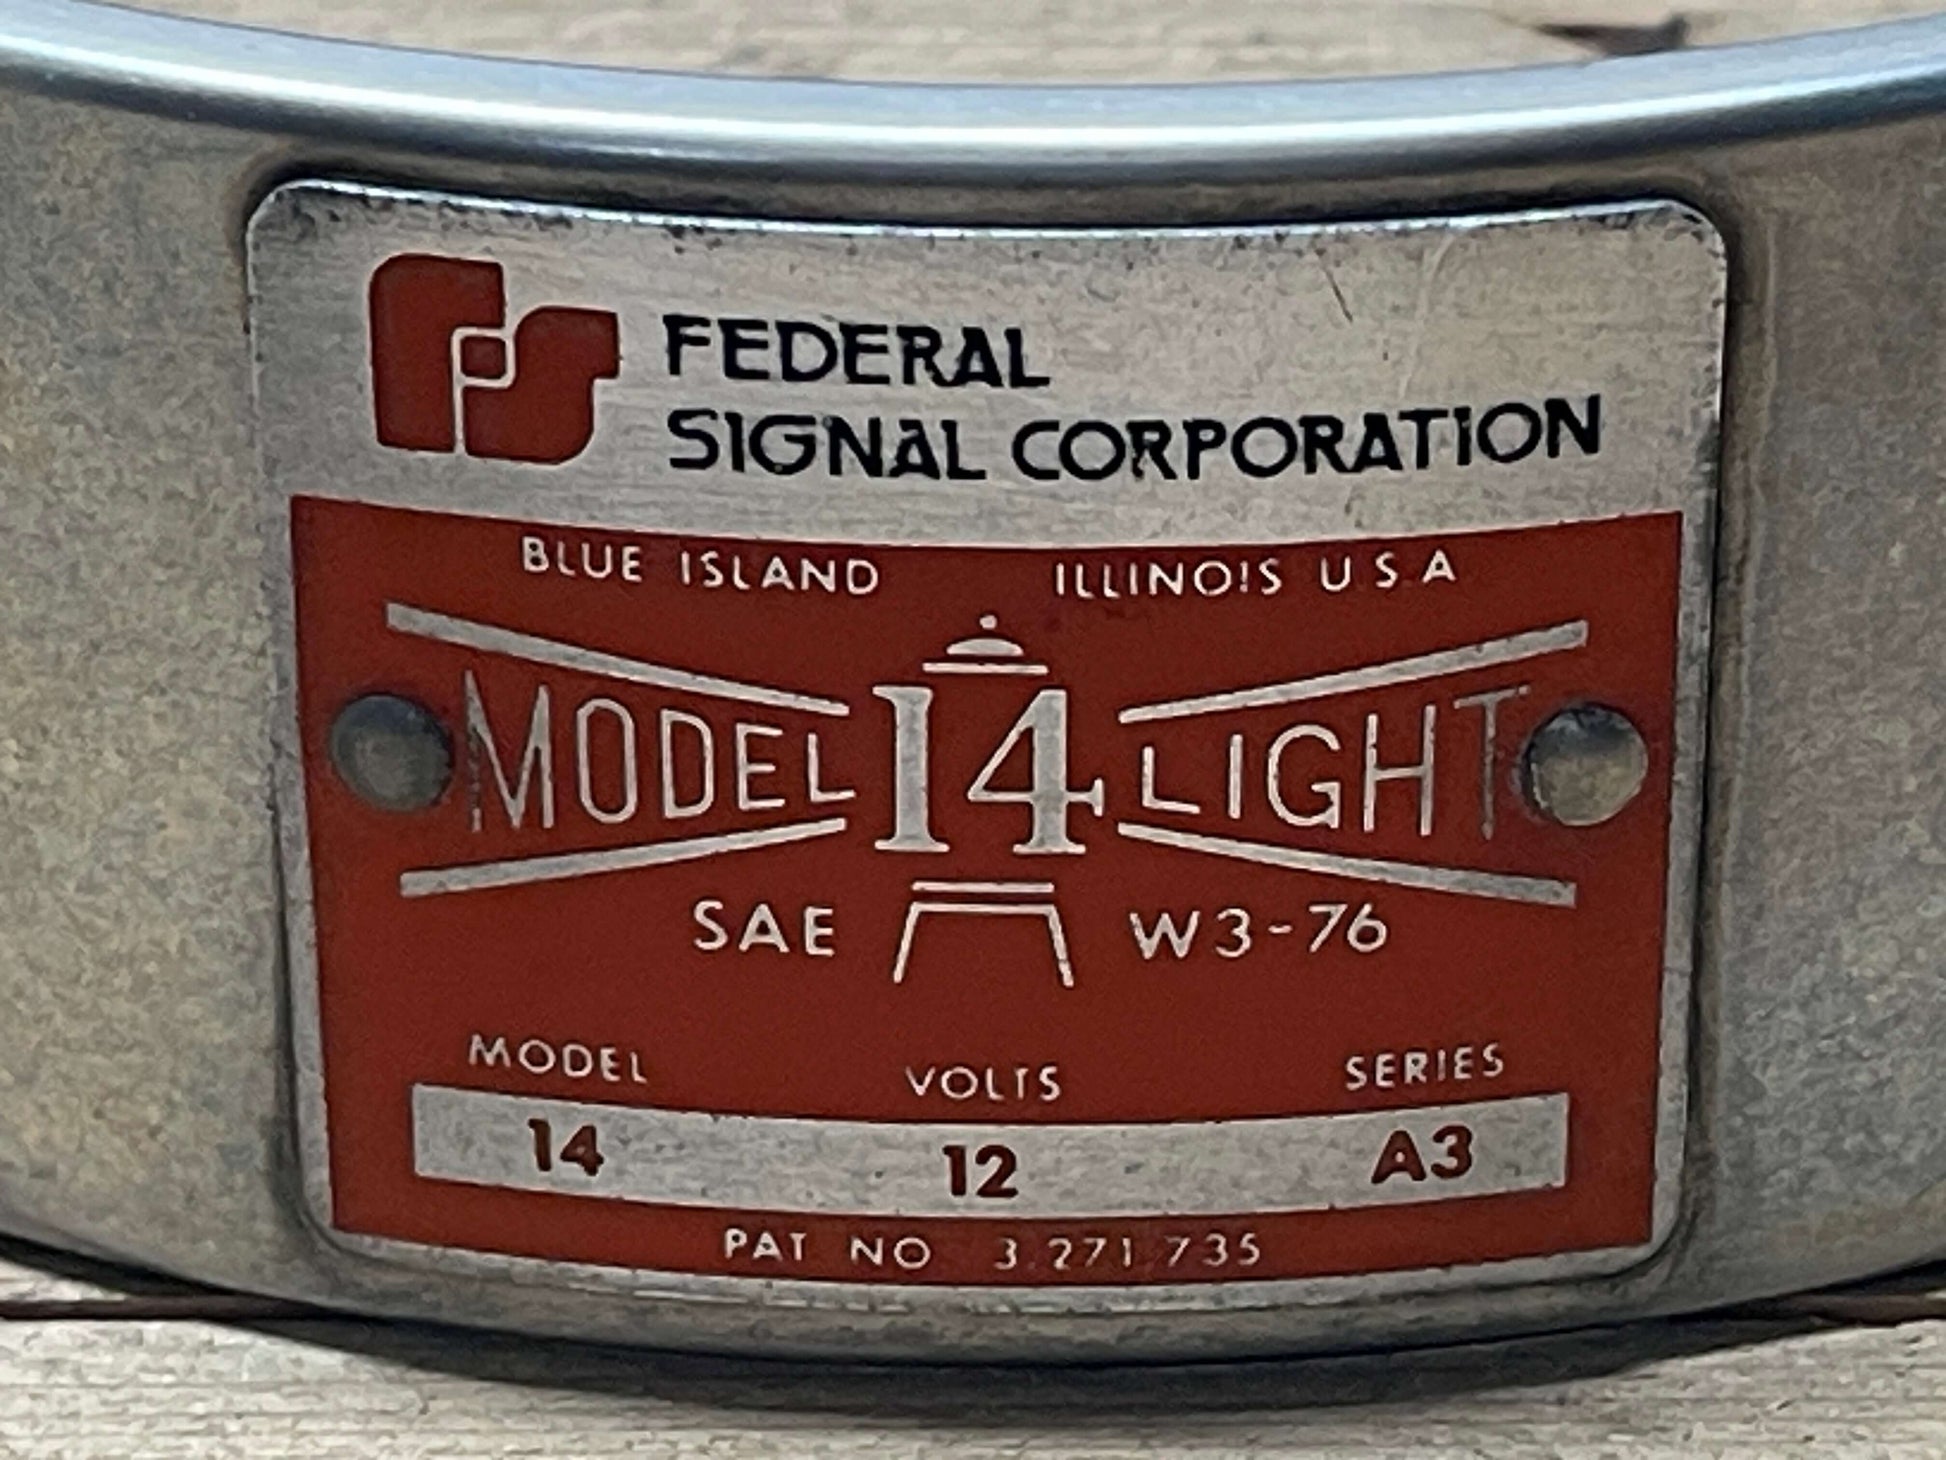 FS FEDERAL
SIGNAL CORPORATION
BLUE ISLAND ILLINOIS U S A
MODEL 14 LIGHT
SAE W3-76
MODEL VOLTS SERIES
14 12 A3
PAT NO 3.271.735